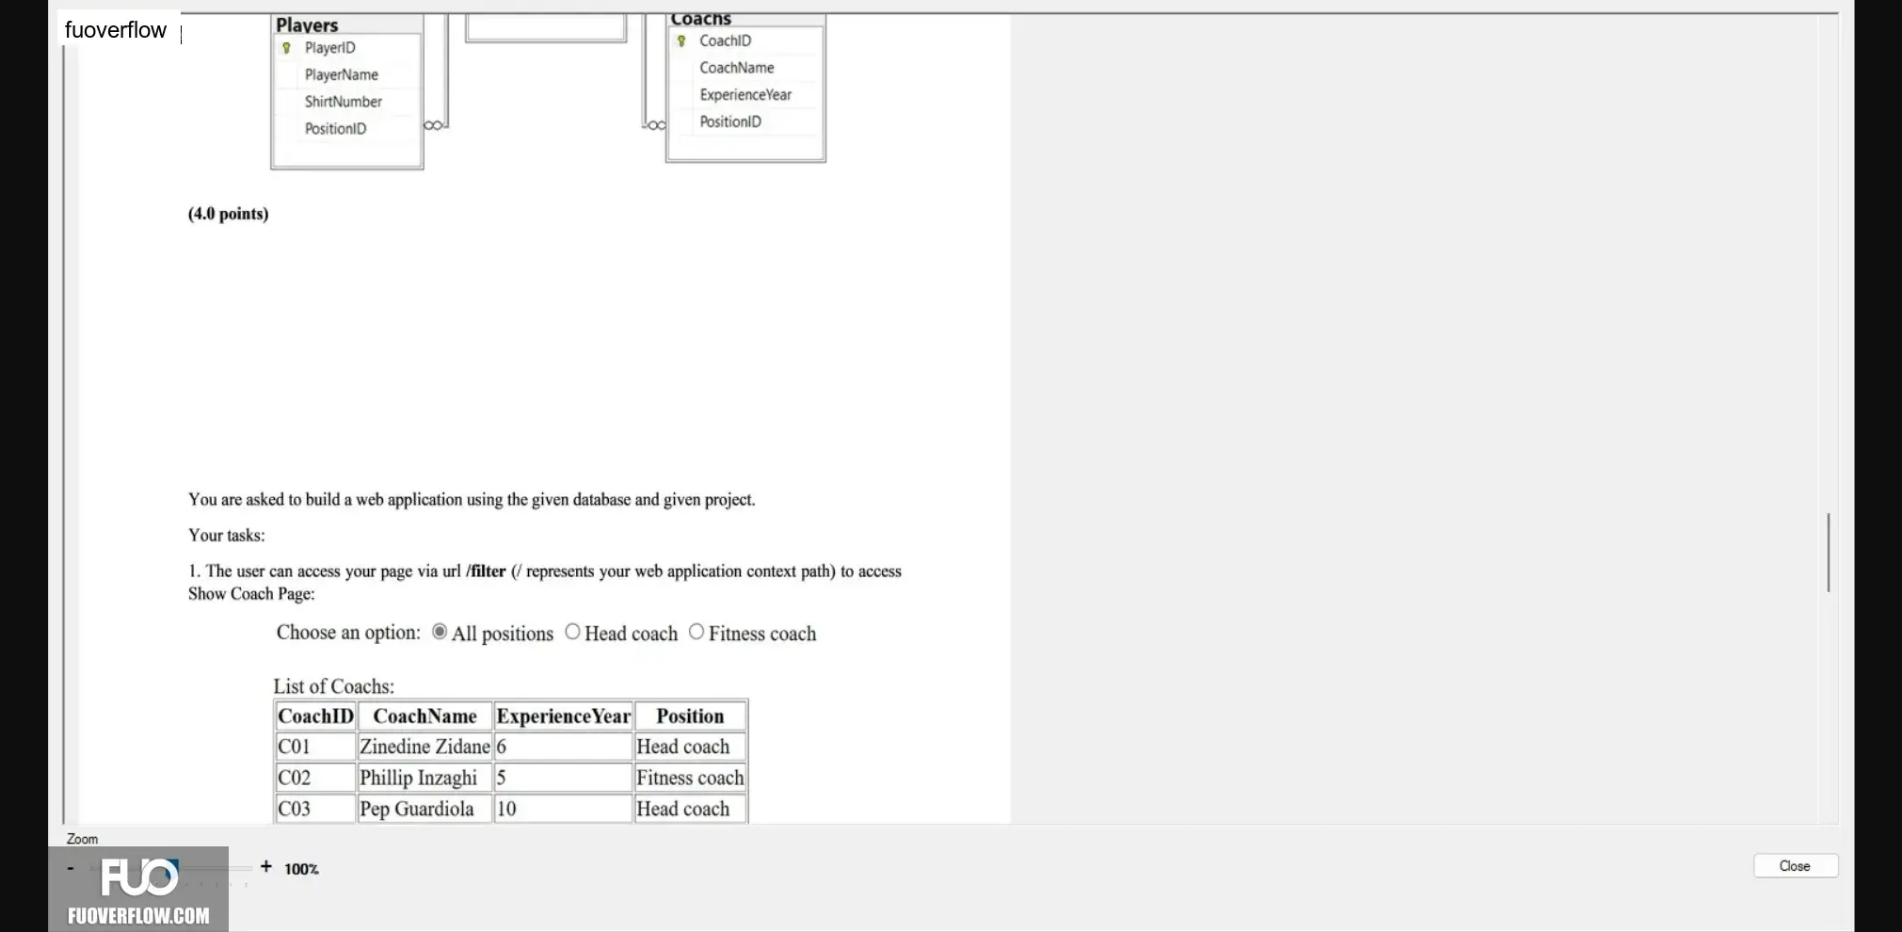 fuoverflow
Players
PlayerID
PlayerName
ShirtNumber
PositionID
Coachs
CoachID
CoachName
ExperienceYear
PositionID
(4.0 points)
You are asked to build a web application using the given database and given project.
Your tasks:
1. The user can access your page via url /filter (/ represents your web application context path) to access
Show Coach Page:
Choose an option: All positions Head coach Fitness coach
List of Coachs:
CoachID CoachName ExperienceYear Position
C01 Zinedine Zidane 6 Head coach
C02 Phillip Inzaghi 5 Fitness coach
C03 Pep Guardiola 10 Head coach
Zoom
- + 100%
Close
FUO
FUOVERFLOW.COM